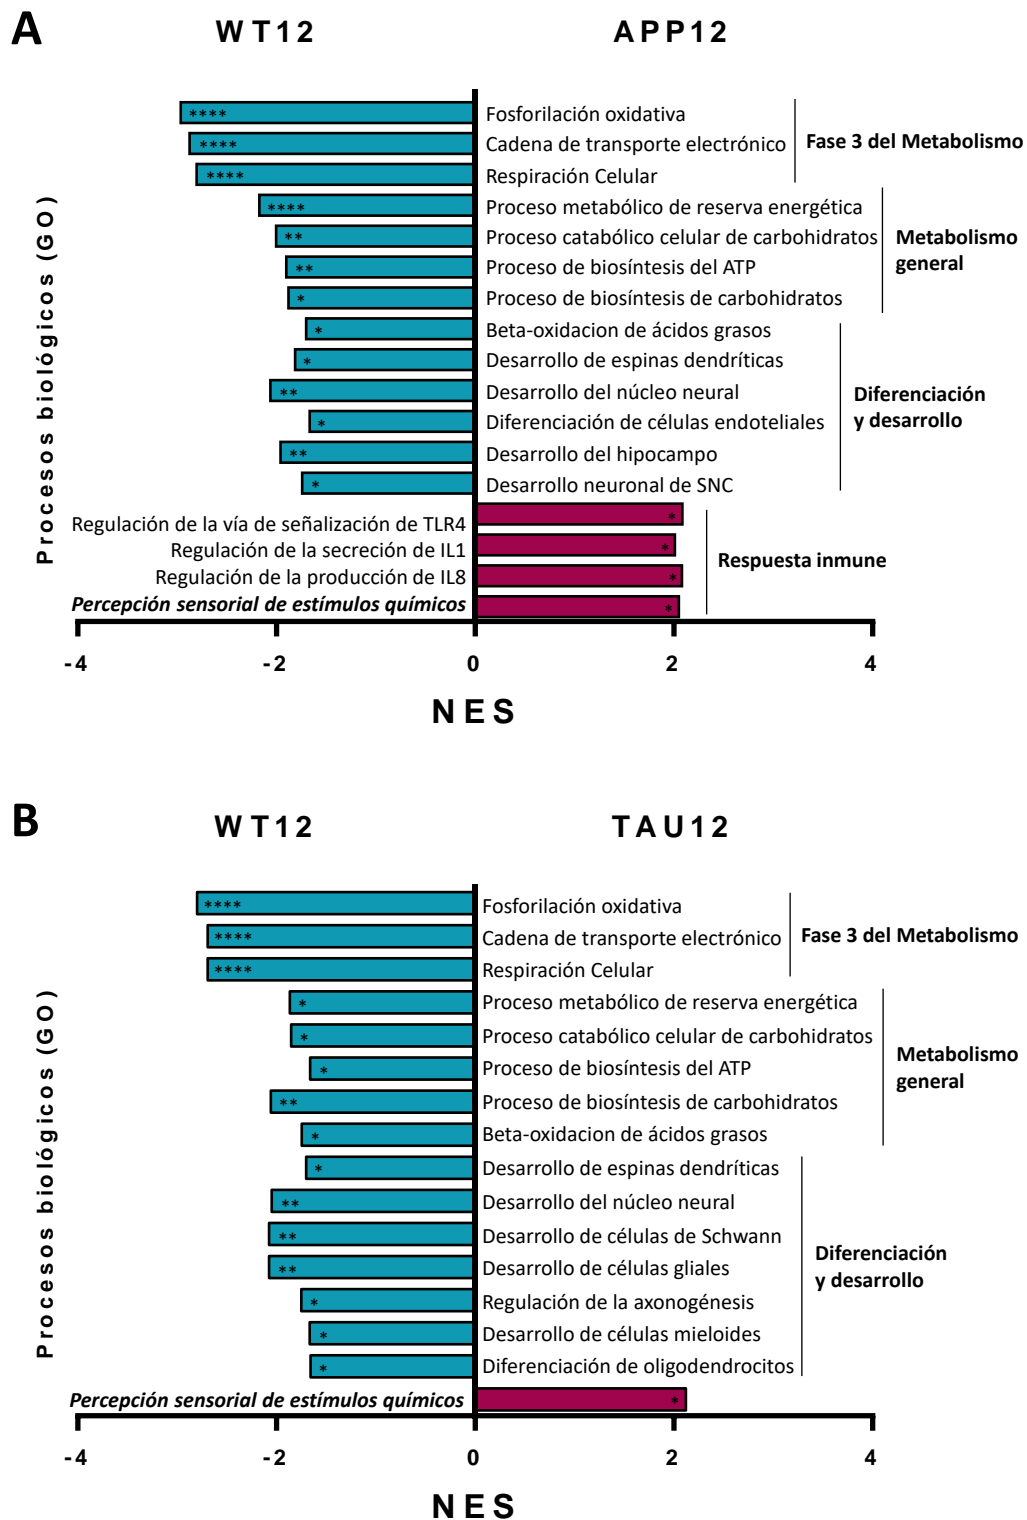 A
WT12 APP12
Procesos biológicos (GO)
**** Fosforilación oxidativa
**** Cadena de transporte electrónico
**** Respiración Celular
Fase 3 del Metabolismo
**** Proceso metabólico de reserva energética
** Proceso catabólico celular de carbohidratos
** Proceso de biosíntesis del ATP
* Proceso de biosíntesis de carbohidratos
Metabolismo
general
* Beta-oxidacion de ácidos grasos
* Desarrollo de espinas dendríticas
** Desarrollo del núcleo neural
* Diferenciación de células endoteliales
** Desarrollo del hipocampo
* Desarrollo neuronal de SNC
Diferenciación
y desarrollo
Regulación de la vía de señalización de TLR4 *
Regulación de la secreción de IL1 *
Regulación de la producción de IL8 *
Percepción sensorial de estímulos químicos *
Respuesta inmune
-4 -2 0 2 4
NES
B
WT12 TAU12
Procesos biológicos (GO)
**** Fosforilación oxidativa
**** Cadena de transporte electrónico
**** Respiración Celular
Fase 3 del Metabolismo
* Proceso metabólico de reserva energética
* Proceso catabólico celular de carbohidratos
* Proceso de biosíntesis del ATP
** Proceso de biosíntesis de carbohidratos
* Beta-oxidacion de ácidos grasos
Metabolismo
general
* Desarrollo de espinas dendríticas
** Desarrollo del núcleo neural
** Desarrollo de células de Schwann
** Desarrollo de células gliales
* Regulación de la axonogénesis
* Desarrollo de células mieloides
* Diferenciación de oligodendrocitos
Diferenciación
y desarrollo
Percepción sensorial de estímulos químicos *
-4 -2 0 2 4
NES